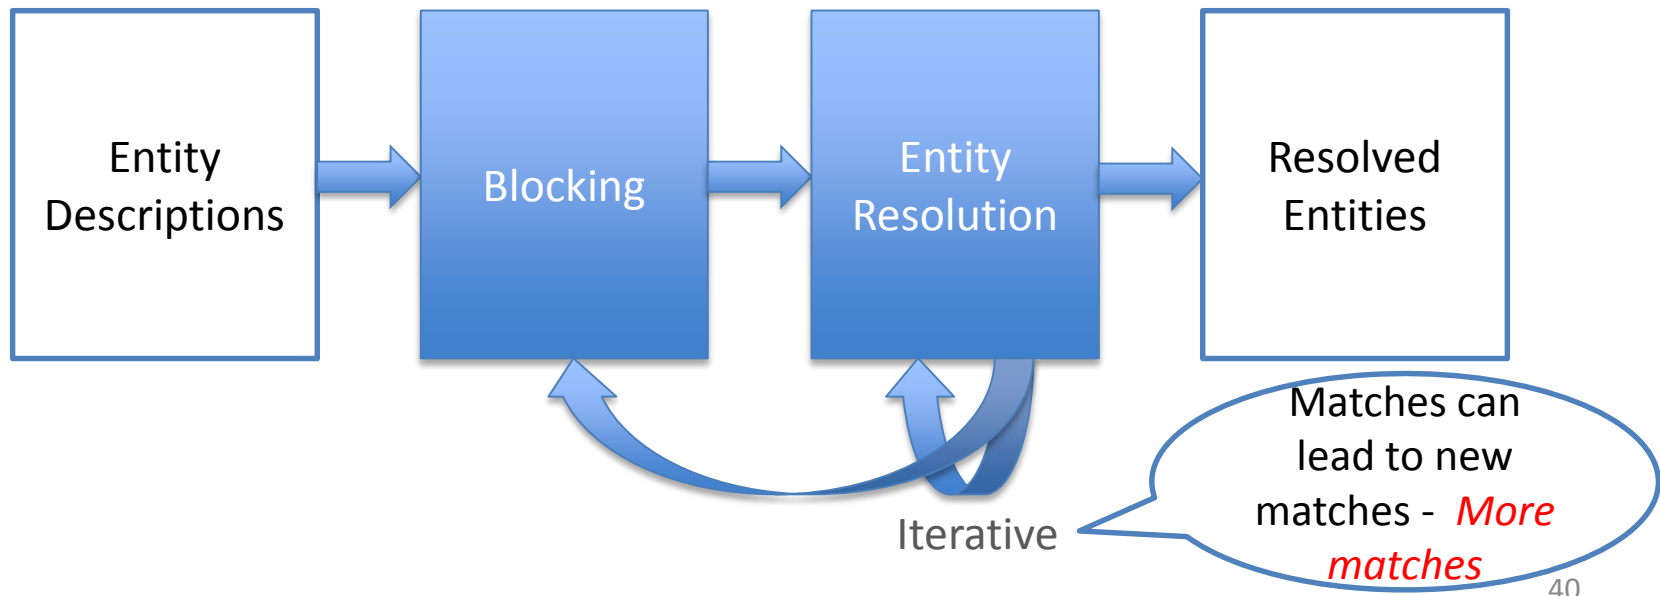 Entity
Descriptions
Blocking
Entity
Resolution
Resolved
Entities
Iterative
Matches can
lead to new
matches - More
matches
40